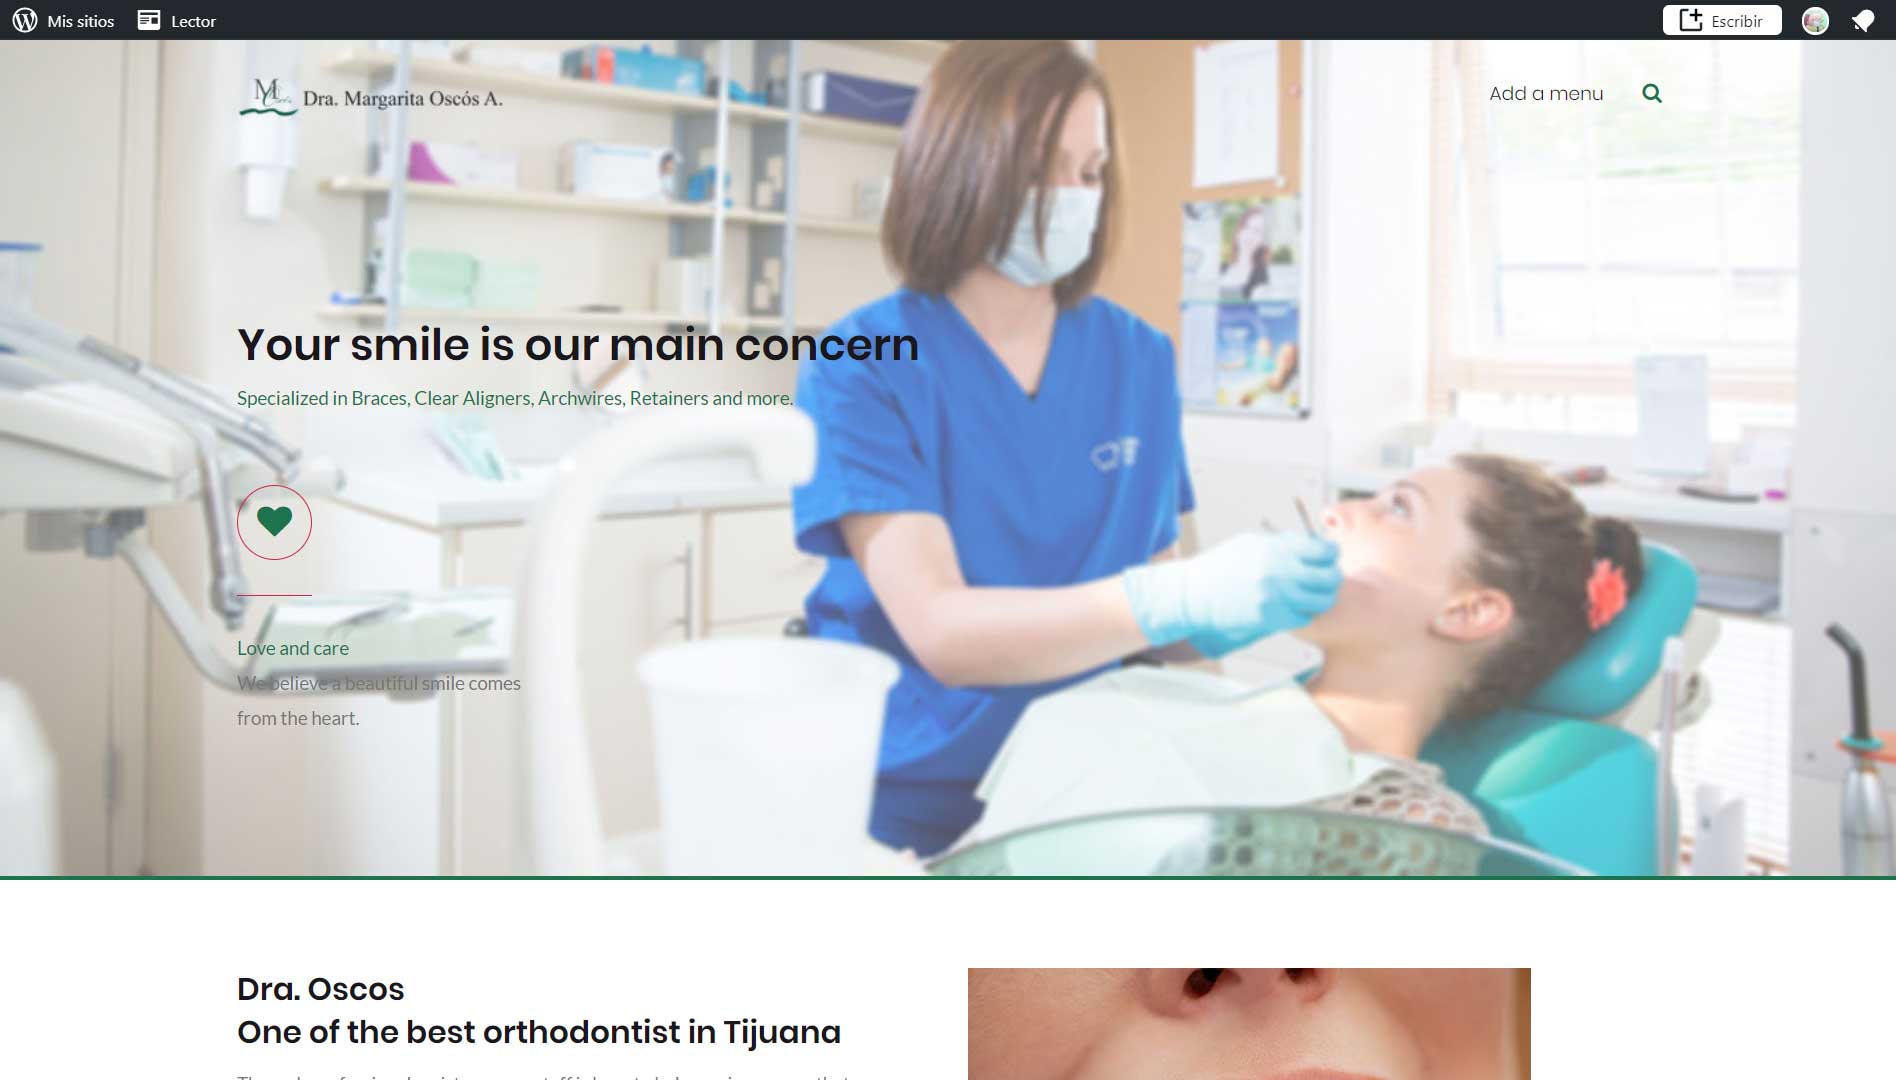 Mis sitios
Lector
Escribir
Dra. Margarita Oscós A.
Add a menu
Your smile is our main concern
Specialized in Braces, Clear Aligners, Archwires, Retainers and more.
Love and care
We believe a beautiful smile comes
from the heart.
Dra. Oscos
One of the best orthodontist in Tijuana